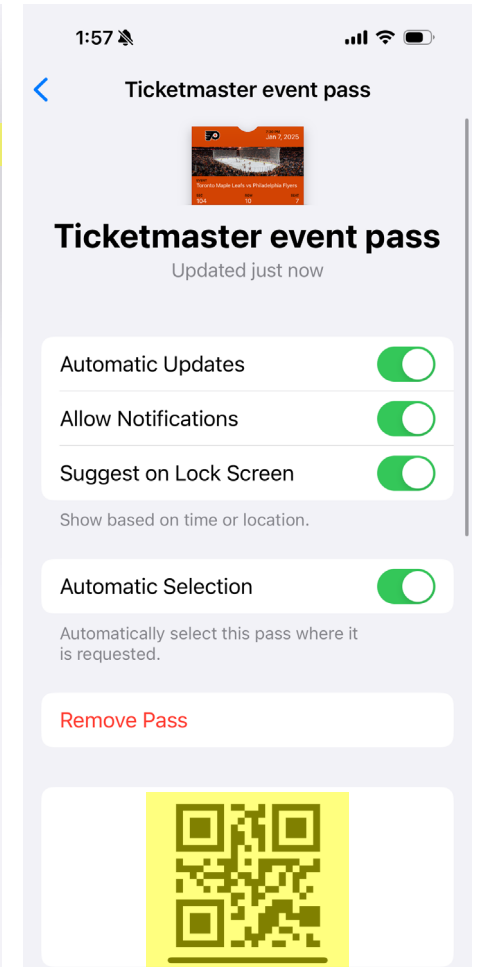 1:57
Ticketmaster event pass
Jan 7, 2025
Toronto Maple Leafs vs Philadelphia Flyers
104 10 7
Ticketmaster event pass
Updated just now
Automatic Updates
Allow Notifications
Suggest on Lock Screen
Show based on time or location.
Automatic Selection
Automatically select this pass where it
is requested.
Remove Pass